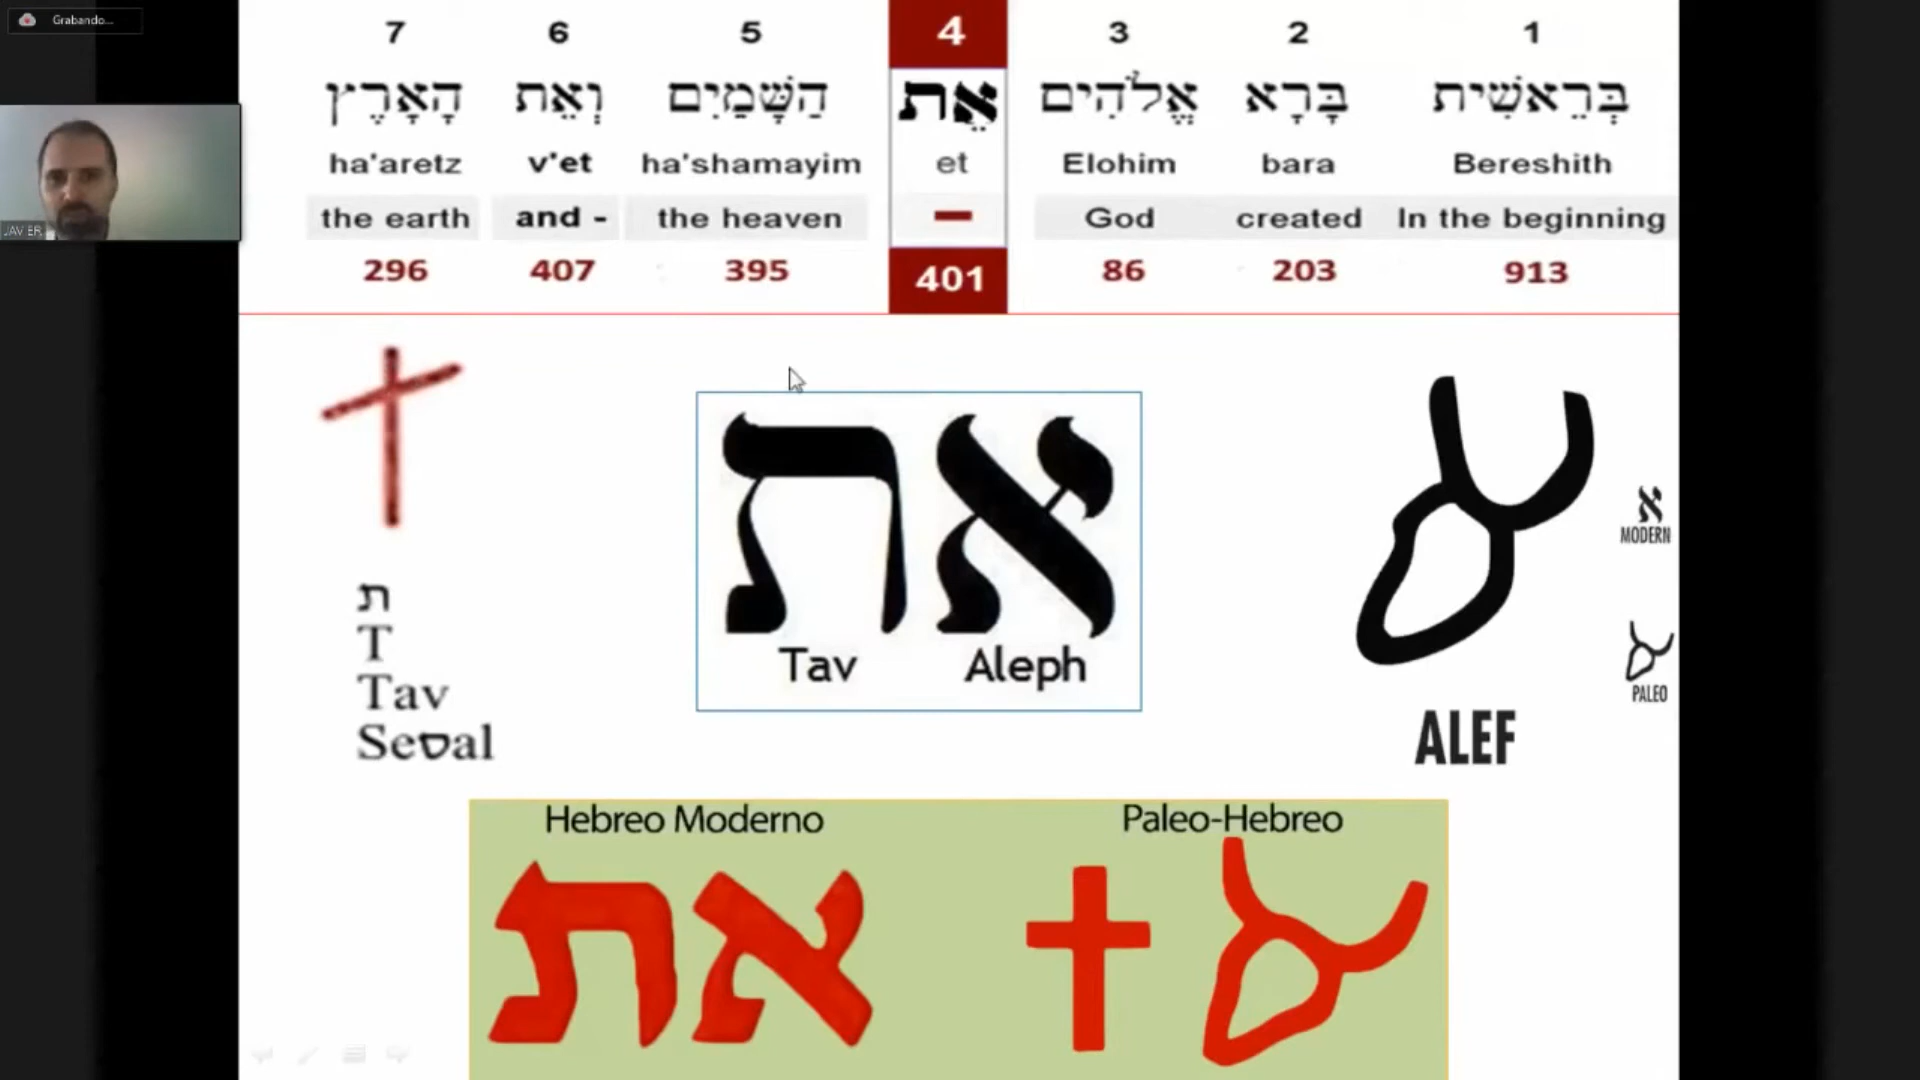 Grabando...
7 6 5 4 3 2 1
בְּרֵאשִׁית בָּרָא אֱלֹהִים אֵת הַשָּׁמַיִם וְאֵת הָאָרֶץ
ha'aretz v'et ha'shamayim et Elohim bara Bereshith
the earth and - the heaven – God created In the beginning
296 407 395 401 86 203 913
JAVIER
את
Tav Aleph
ת
T
Tav
Seסal
א
MODERN
PALEO
ALEF
Hebreo Moderno Paleo-Hebreo
את